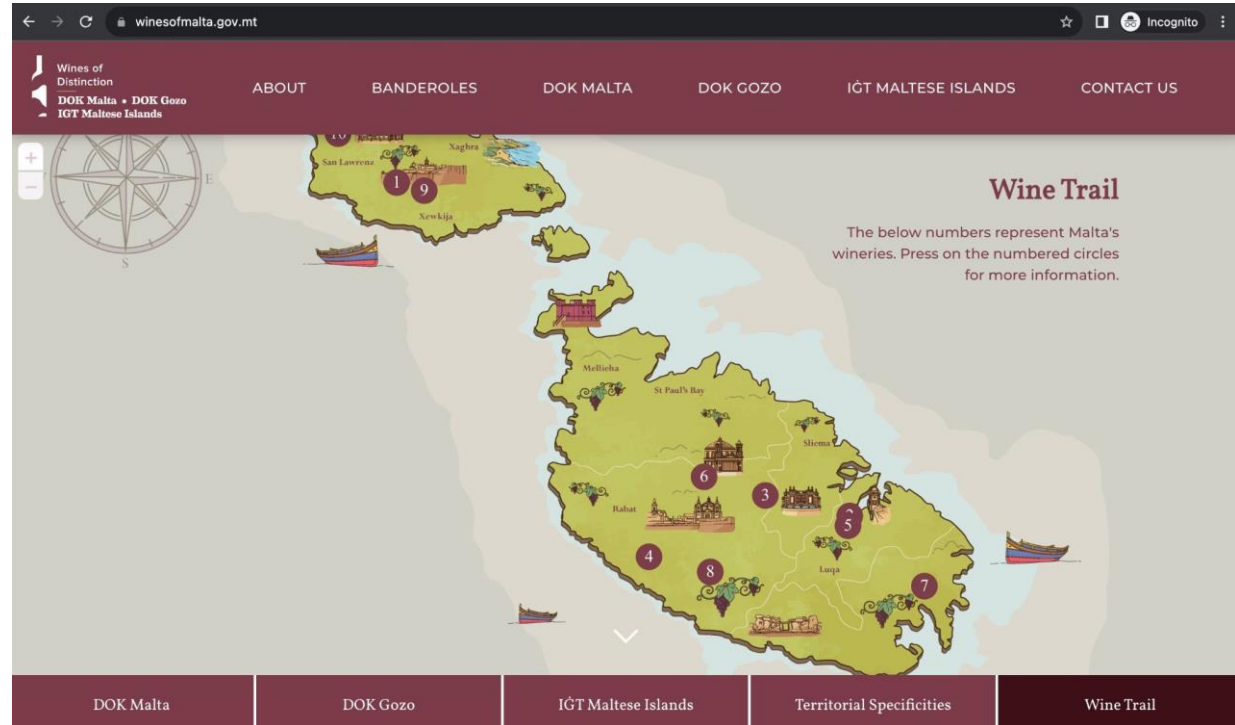 winesofmalta.gov.mt
Incognito
Wines of
Distinction
DOK Malta • DOK Gozo
IGT Maltese Islands
ABOUT
BANDEROLES
DOK MALTA
DOK GOZO
IĠT MALTESE ISLANDS
CONTACT US
10
San Lawrenz
Xaghra
E
1
9
Xewkija
S
Wine Trail
The below numbers represent Malta's
wineries. Press on the numbered circles
for more information.
Mellieha
St Paul's Bay
Sliema
6
3
Rabat
5
4
8
Luqa
7
DOK Malta
DOK Gozo
IĠT Maltese Islands
Territorial Specificities
Wine Trail